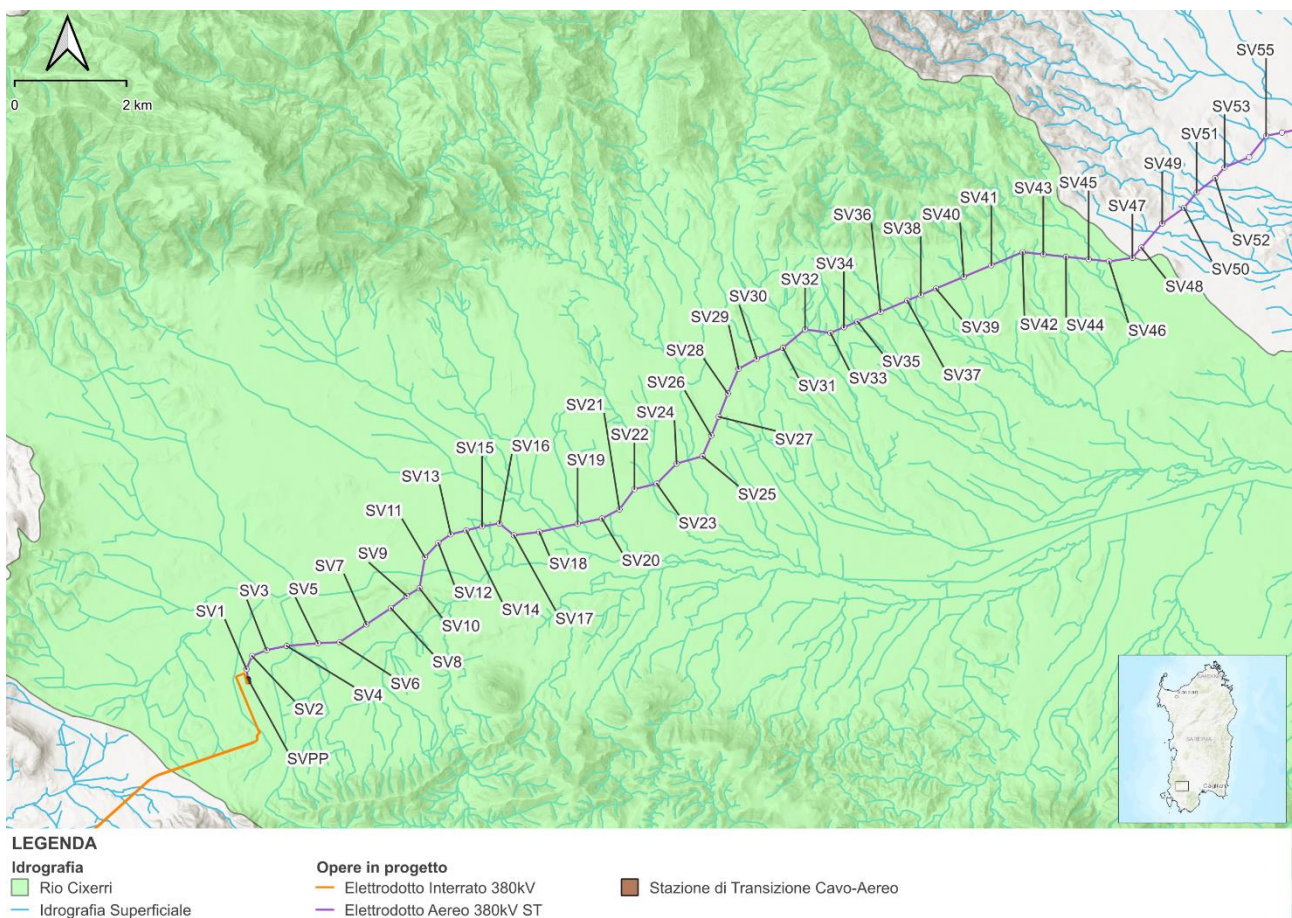 0 2 km
SV55
SV53
SV51
SV49
SV47
SV45
SV43
SV41
SV40
SV38
SV36
SV34
SV32
SV30
SV29
SV28
SV26
SV24
SV22
SV21
SV19
SV16
SV15
SV13
SV11
SV9
SV7
SV5
SV3
SV1
SV52
SV50
SV48
SV46
SV44
SV42
SV39
SV37
SV35
SV33
SV31
SV27
SV25
SV23
SV20
SV18
SV17
SV14
SV12
SV10
SV8
SV6
SV4
SV2
SVPP
SARDEGNA
Cagliari
LEGENDA
Idrografia
Rio Cixerri
Idrografia Superficiale
Opere in progetto
Elettrodotto Interrato 380kV
Elettrodotto Aereo 380kV ST
Stazione di Transizione Cavo-Aereo